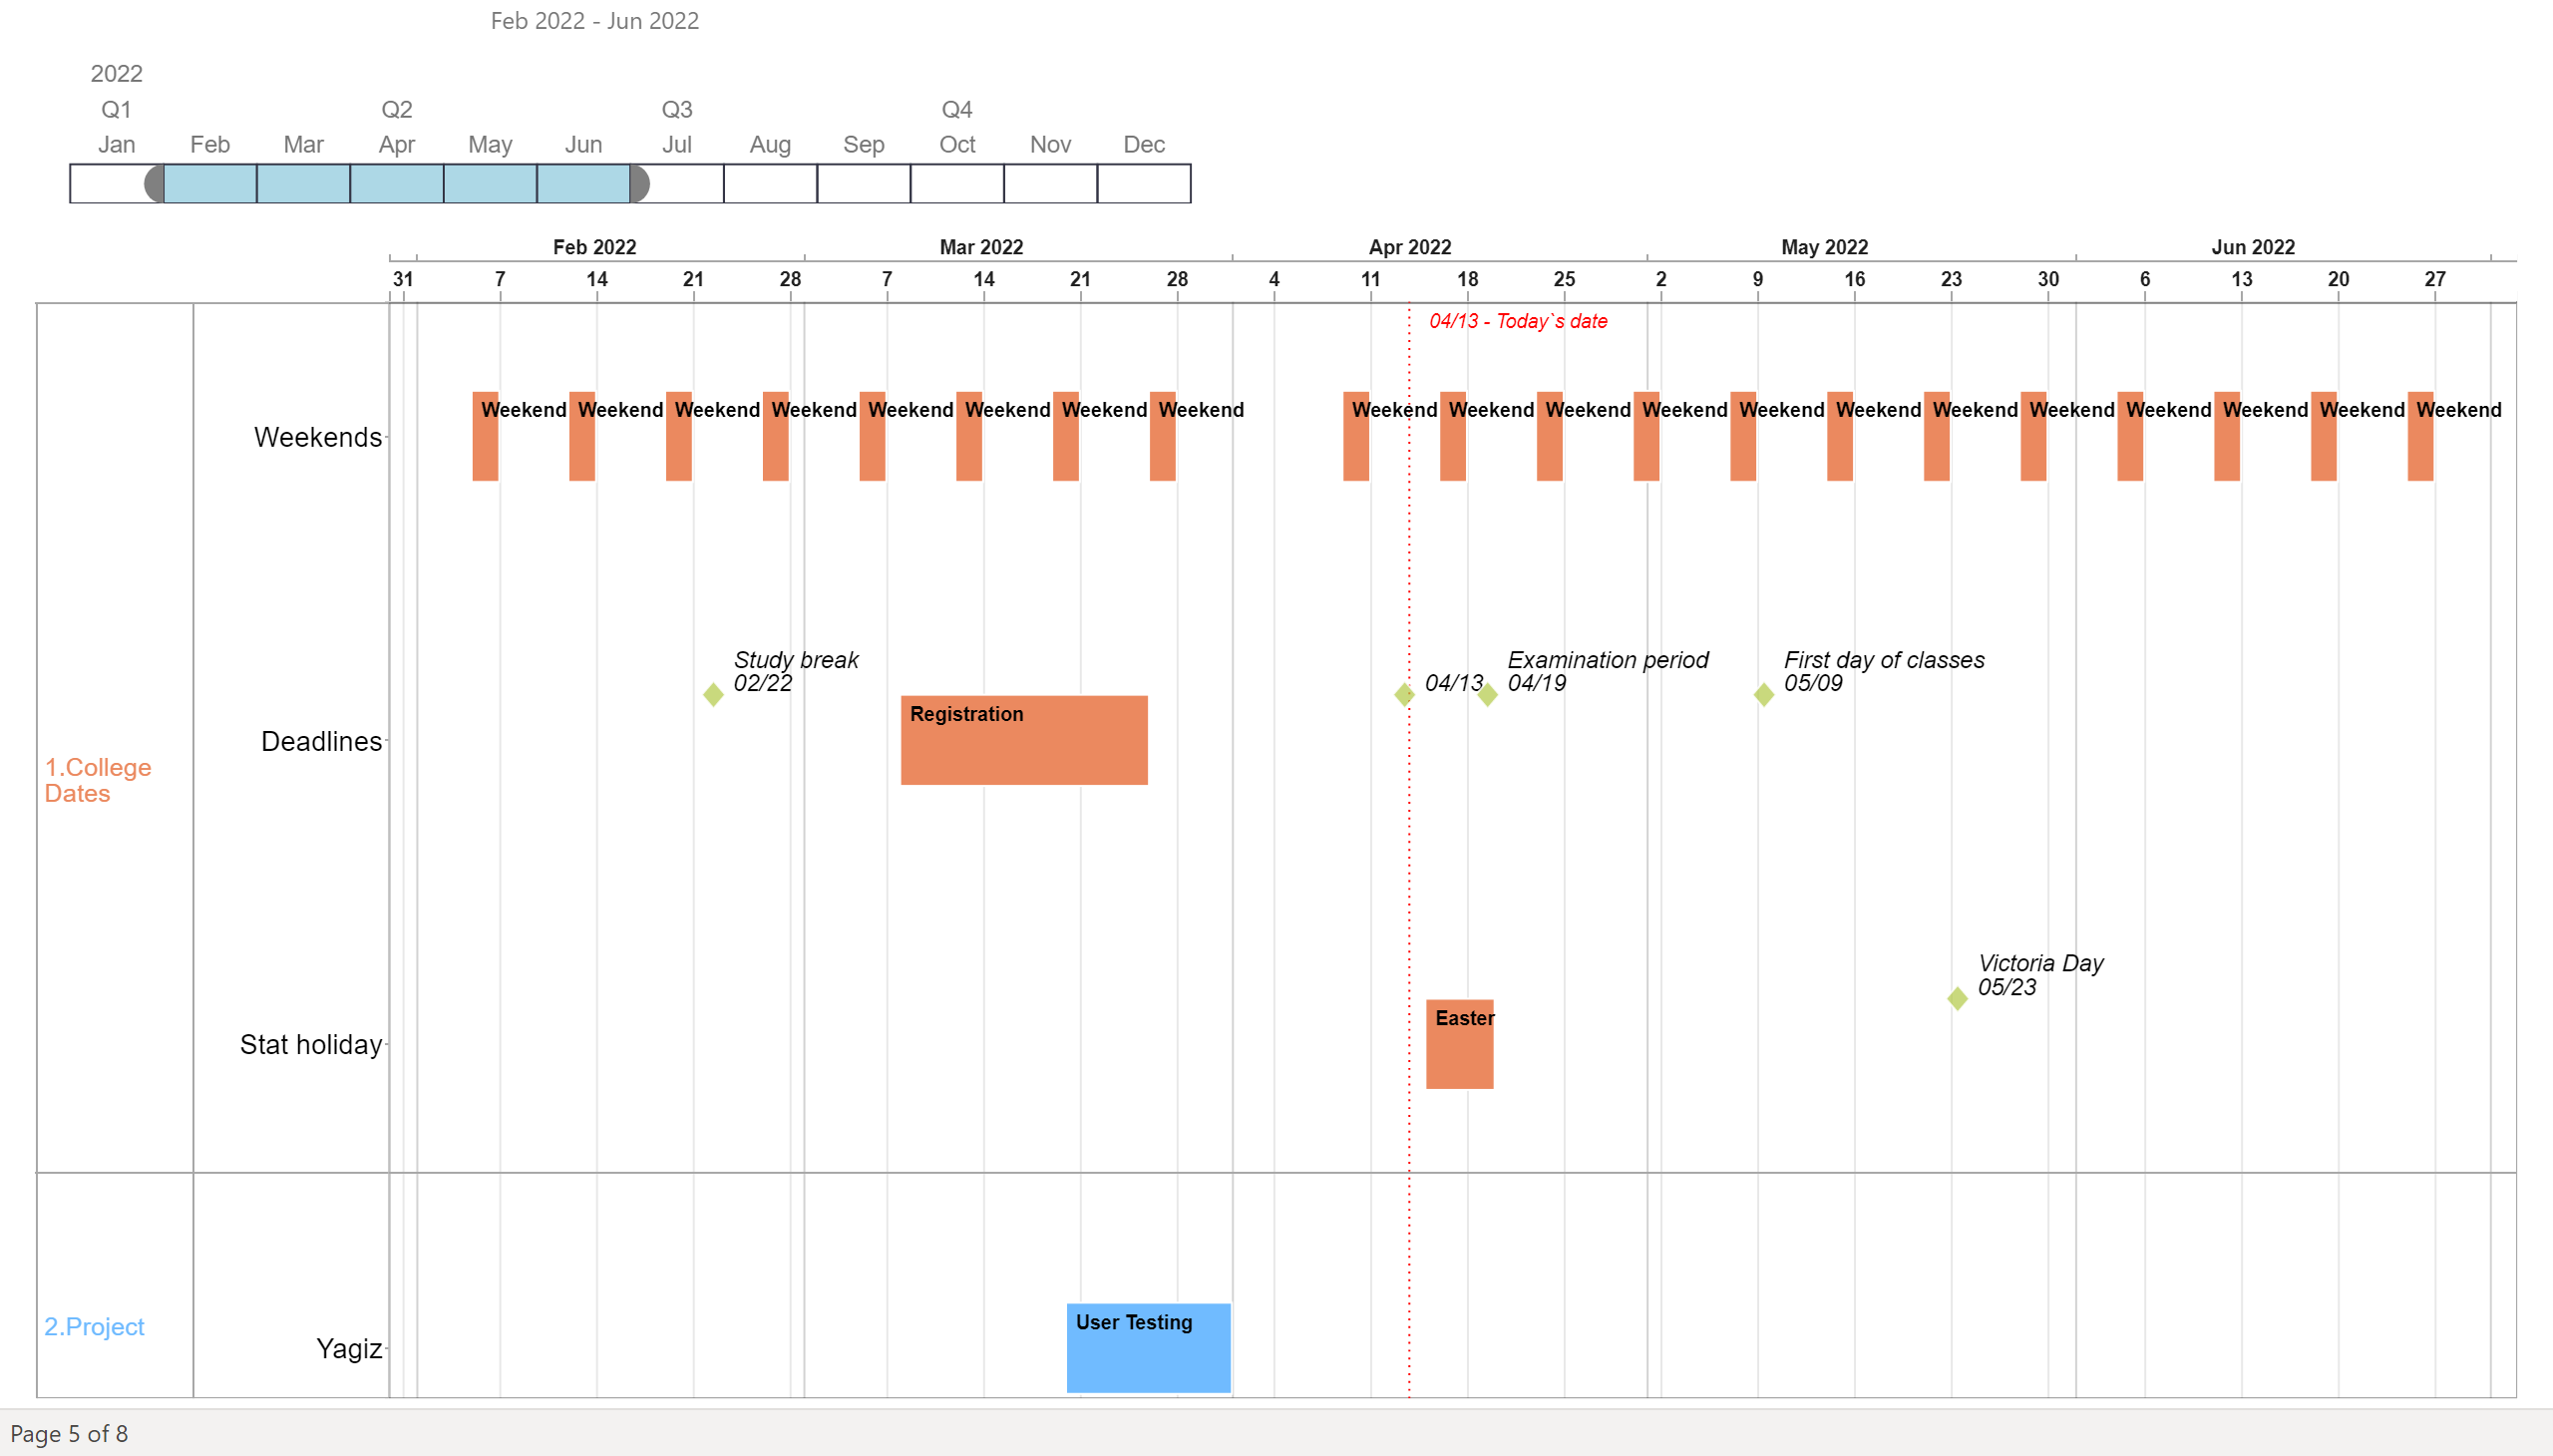 Feb 2022 - Jun 2022
2022
Q1 Q2 Q3 Q4
Jan Feb Mar Apr May Jun Jul Aug Sep Oct Nov Dec
Feb 2022 Mar 2022 Apr 2022 May 2022 Jun 2022
31 7 14 21 28 7 14 21 28 4 11 18 25 2 9 16 23 30 6 13 20 27
04/13 - Today`s date
Weekend Weekend Weekend Weekend Weekend Weekend Weekend Weekend Weekend Weekend Weekend Weekend Weekend Weekend Weekend Weekend Weekend Weekend Weekend Weekend
Weekends
Study break Examination period First day of classes
02/22 04/13 04/19 05/09
Registration
Deadlines
1.College
Dates
Victoria Day
05/23
Easter
Stat holiday
User Testing
2.Project
Yagiz
Page 5 of 8